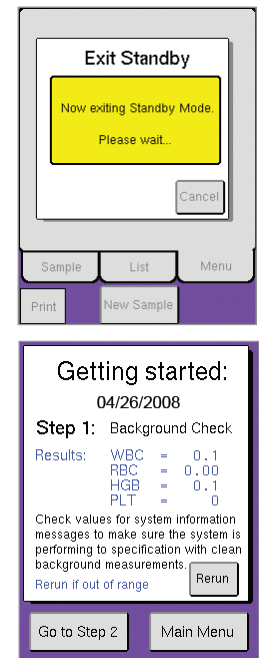 Exit Standby
Now exiting Standby Mode.
Please wait...
Cancel
Sample List Menu
Print New Sample
Getting started:
04/26/2008
Step 1: Background Check
Results: WBC = 0.1
RBC = 0.00
HGB = 0.1
PLT = 0
Check values for system information
messages to make sure the system is
performing to specification with clean
background measurements.
Rerun if out of range Rerun
Go to Step 2 Main Menu